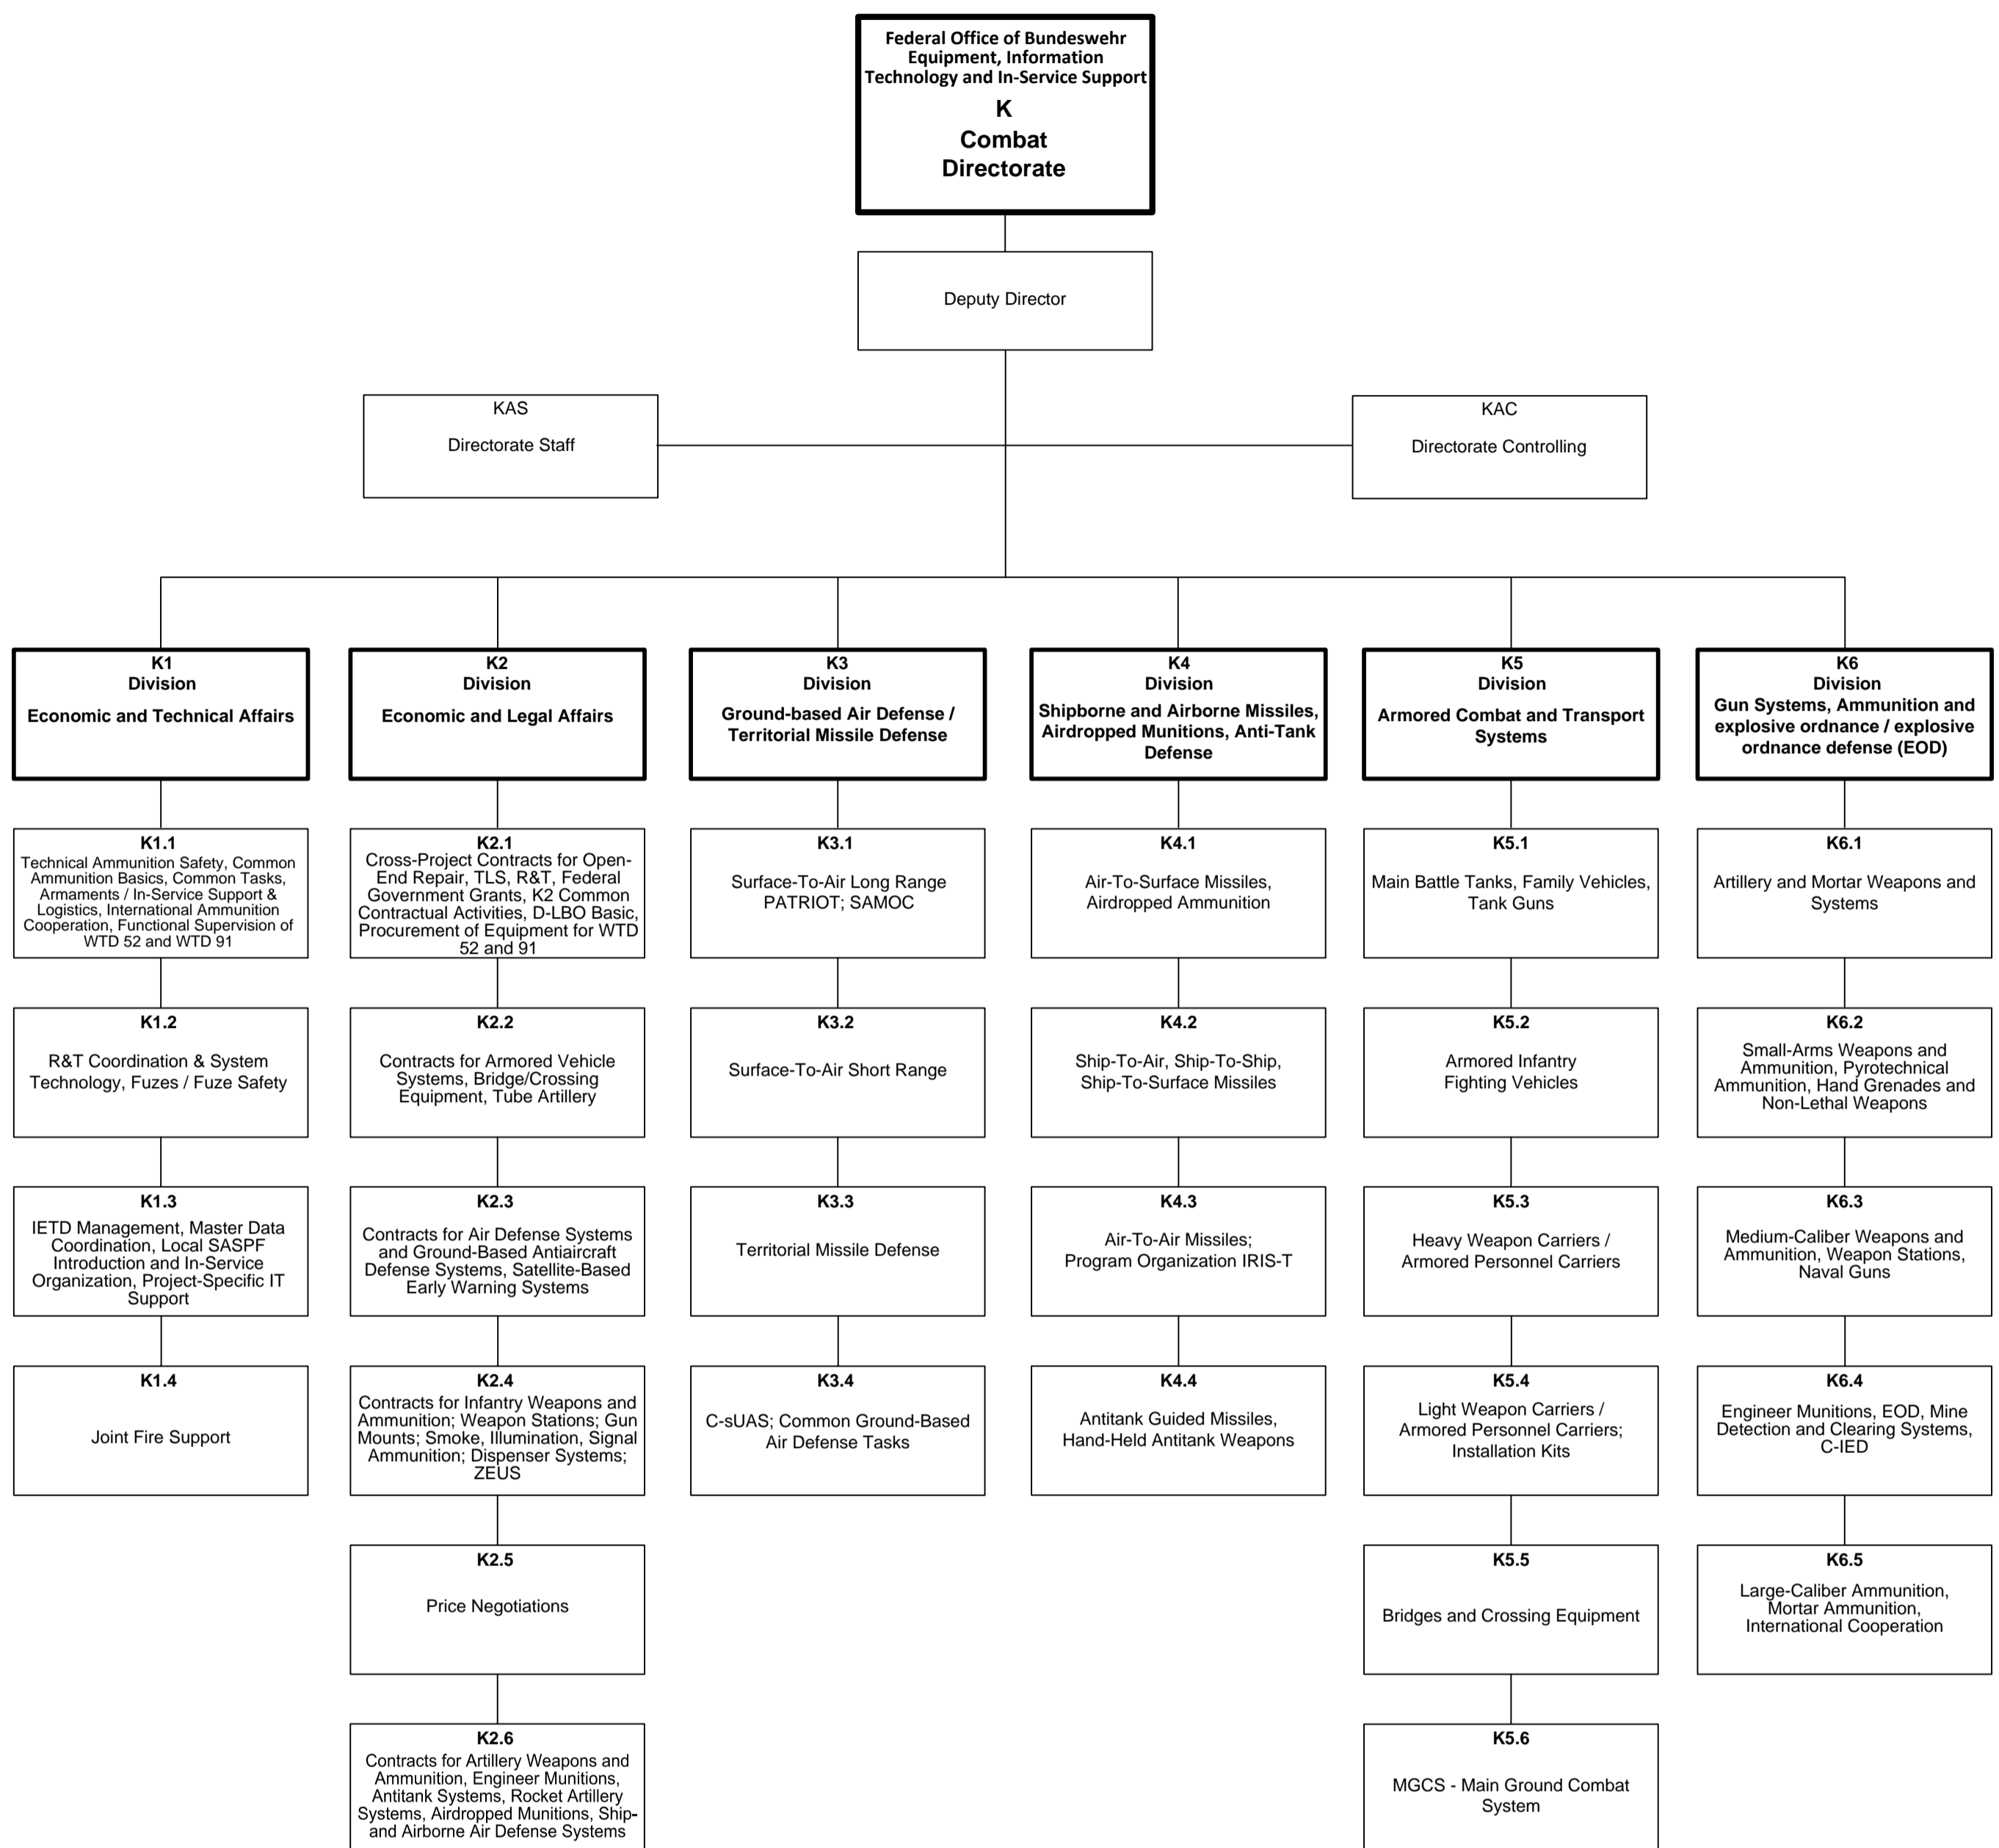 Federal Office of Bundeswehr
Equipment, Information
Technology and In-Service Support
K
Combat
Directorate
Deputy Director
KAS
Directorate Staff
KAC
Directorate Controlling
K1
Division
Economic and Technical Affairs
K2
Division
Economic and Legal Affairs
K3
Division
Ground-based Air Defense /
Territorial Missile Defense
K4
Division
Shipborne and Airborne Missiles,
Airdropped Munitions, Anti-Tank
Defense
K5
Division
Armored Combat and Transport
Systems
K6
Division
Gun Systems, Ammunition and
explosive ordnance / explosive
ordnance defense (EOD)
K1.1
Technical Ammunition Safety, Common
Ammunition Basics, Common Tasks,
Armaments / In-Service Support &
Logistics, International Ammunition
Cooperation, Functional Supervision of
WTD 52 and WTD 91
K2.1
Cross-Project Contracts for Open-
End Repair, TLS, R&T, Federal
Government Grants, K2 Common
Contractual Activities, D-LBO Basic,
Procurement of Equipment for WTD
52 and 91
K3.1
Surface-To-Air Long Range
PATRIOT; SAMOC
K4.1
Air-To-Surface Missiles,
Airdropped Ammunition
K5.1
Main Battle Tanks, Family Vehicles,
Tank Guns
K6.1
Artillery and Mortar Weapons and
Systems
K1.2
R&T Coordination & System
Technology, Fuzes / Fuze Safety
K2.2
Contracts for Armored Vehicle
Systems, Bridge/Crossing
Equipment, Tube Artillery
K3.2
Surface-To-Air Short Range
K4.2
Ship-To-Air, Ship-To-Ship,
Ship-To-Surface Missiles
K5.2
Armored Infantry
Fighting Vehicles
K6.2
Small-Arms Weapons and
Ammunition, Pyrotechnical
Ammunition, Hand Grenades and
Non-Lethal Weapons
K1.3
IETD Management, Master Data
Coordination, Local SASPF
Introduction and In-Service
Organization, Project-Specific IT
Support
K2.3
Contracts for Air Defense Systems
and Ground-Based Antiaircraft
Defense Systems, Satellite-Based
Early Warning Systems
K3.3
Territorial Missile Defense
K4.3
Air-To-Air Missiles;
Program Organization IRIS-T
K5.3
Heavy Weapon Carriers /
Armored Personnel Carriers
K6.3
Medium-Caliber Weapons and
Ammunition, Weapon Stations,
Naval Guns
K1.4
Joint Fire Support
K2.4
Contracts for Infantry Weapons and
Ammunition; Weapon Stations; Gun
Mounts; Smoke, Illumination, Signal
Ammunition; Dispenser Systems;
ZEUS
K3.4
C-sUAS; Common Ground-Based
Air Defense Tasks
K4.4
Antitank Guided Missiles,
Hand-Held Antitank Weapons
K5.4
Light Weapon Carriers /
Armored Personnel Carriers;
Installation Kits
K6.4
Engineer Munitions, EOD, Mine
Detection and Clearing Systems,
C-IED
K2.5
Price Negotiations
K5.5
Bridges and Crossing Equipment
K6.5
Large-Caliber Ammunition,
Mortar Ammunition,
International Cooperation
K2.6
Contracts for Artillery Weapons and
Ammunition, Engineer Munitions,
Antitank Systems, Rocket Artillery
Systems, Airdropped Munitions, Ship-
and Airborne Air Defense Systems
K5.6
MGCS - Main Ground Combat
System